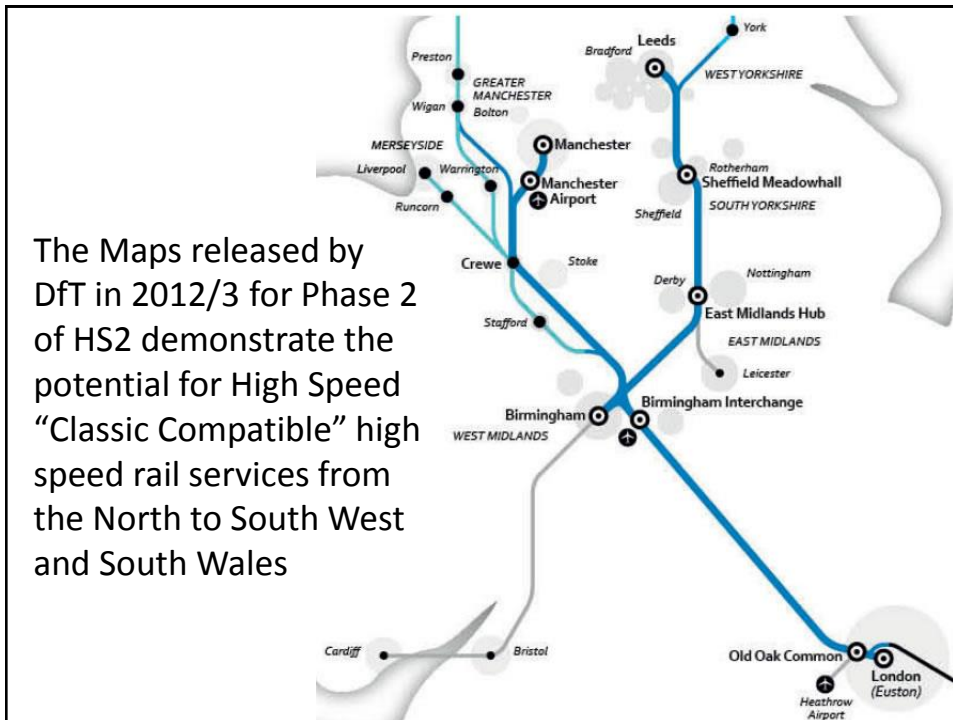 The Maps released by
DfT in 2012/3 for Phase 2
of HS2 demonstrate the
potential for High Speed
“Classic Compatible” high
speed rail services from
the North to South West
and South Wales
York
Leeds
Bradford
Preston
WEST YORKSHIRE
GREATER
MANCHESTER
Wigan
Bolton
MERSEYSIDE
Manchester
Liverpool
Warrington
Rotherham
Manchester
Airport
Sheffield Meadowhall
Runcorn
Sheffield
SOUTH YORKSHIRE
Crewe
Stoke
Derby
Nottingham
East Midlands Hub
Stafford
EAST MIDLANDS
Leicester
Birmingham Interchange
Birmingham
WEST MIDLANDS
Cardiff
Bristol
Old Oak Common
London
(Euston)
Heathrow
Airport